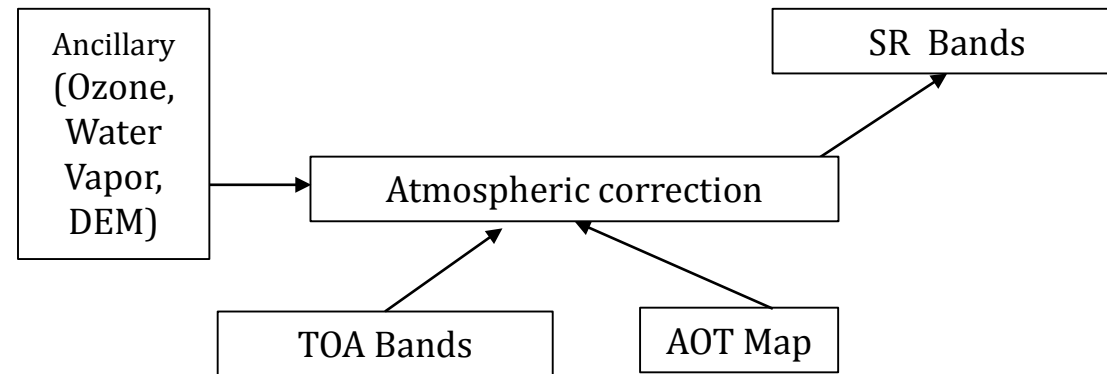 Ancillary
(Ozone,
Water
Vapor,
DEM)
SR Bands
Atmospheric correction
TOA Bands
AOT Map